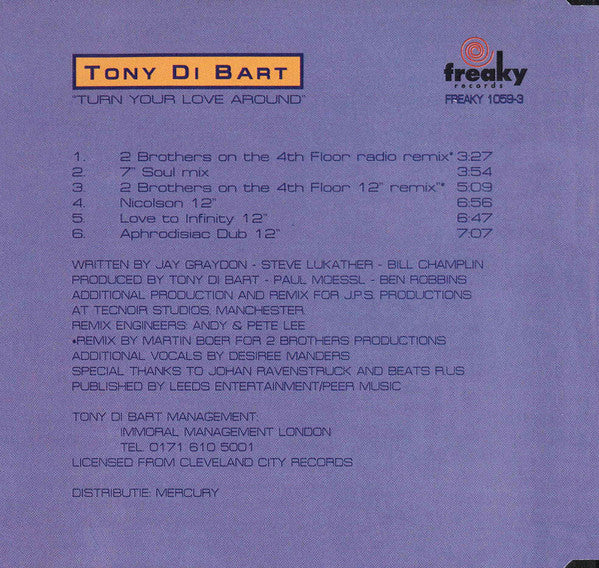 TONY DI BART
"TURN YOUR LOVE AROUND"
freaky
records
FREAKY 1059-3
1. 2 Brothers on the 4th Floor radio remix* 3:27
2. 7" Soul mix 3:54
3. 2 Brothers on the 4th Floor 12" remix"* 5:09
4. Nicolson 12" 6:56
5. Love to Infinity 12" 6:47
6. Aphrodisiac Dub 12" 7:07
WRITTEN BY JAY GRAYDON - STEVE LUKATHER - BILL CHAMPLIN
PRODUCED BY TONY DI BART - PAUL MOESSL - BEN ROBBINS
ADDITIONAL PRODUCTION AND REMIX FOR J.P.S. PRODUCTIONS
AT TECNOIR STUDIOS, MANCHESTER
REMIX ENGINEERS: ANDY & PETE LEE
*REMIX BY MARTIN BOER FOR 2 BROTHERS PRODUCTIONS
ADDITIONAL VOCALS BY DESIREE MANDERS
SPECIAL THANKS TO JOHAN RAVENSTRUCK AND BEATS R.US
PUBLISHED BY LEEDS ENTERTAINMENT/PEER MUSIC
TONY DI BART MANAGEMENT:
IMMORAL MANAGEMENT LONDON
TEL 0171 610 5001
LICENSED FROM CLEVELAND CITY RECORDS
DISTRIBUTIE: MERCURY